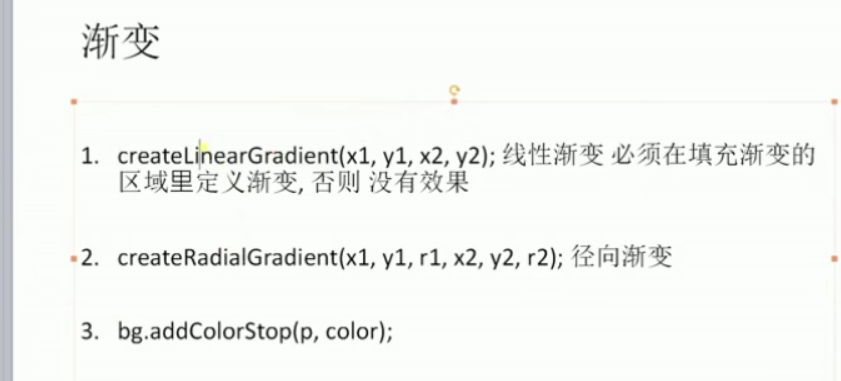 渐变
1. createLinearGradient(x1, y1, x2, y2); 线性渐变 必须在填充渐变的
区域里定义渐变, 否则 没有效果
2. createRadialGradient(x1, y1, r1, x2, y2, r2); 径向渐变
3. bg.addColorStop(p, color);